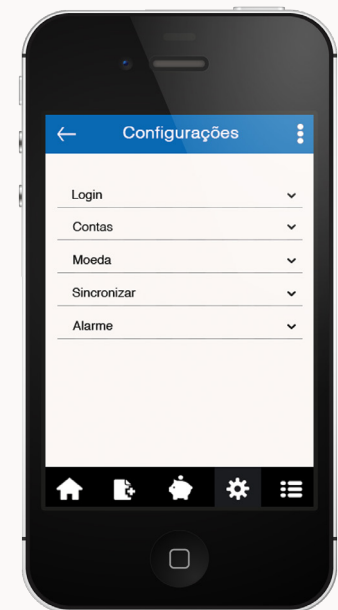 Configurações
Login
Contas
Moeda
Sincronizar
Alarme